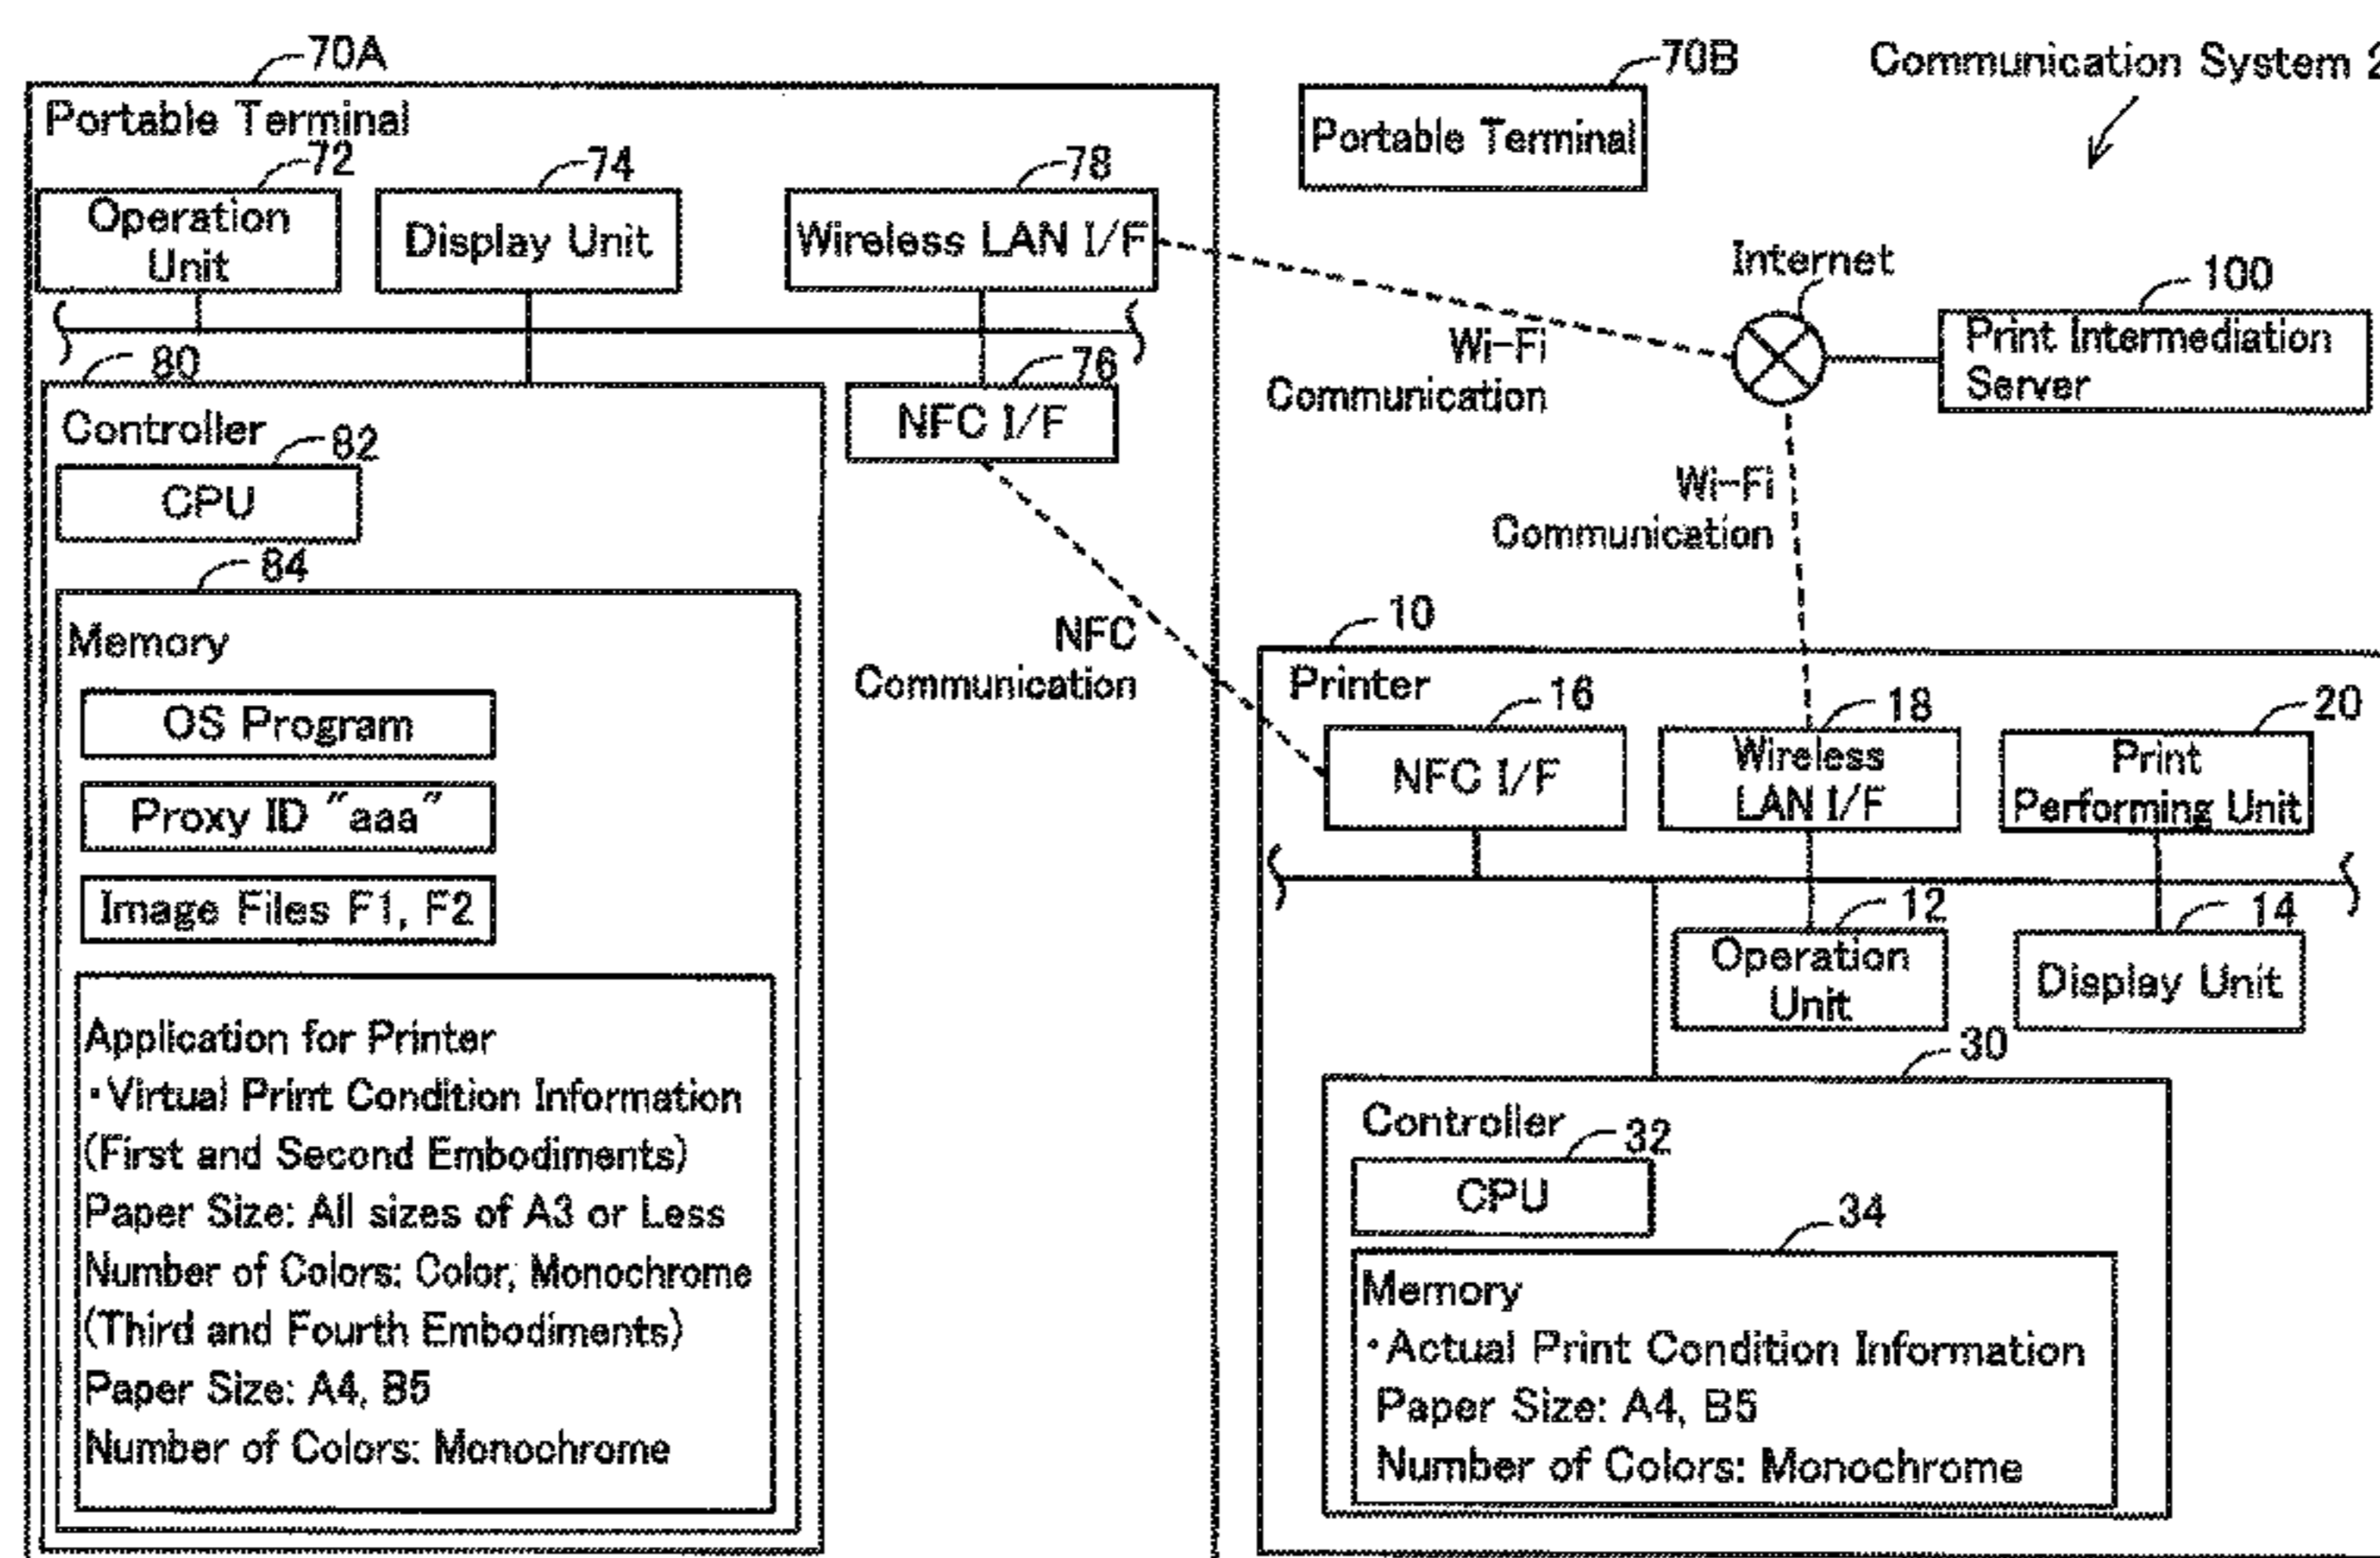 70A
70B
Communication System 2
Portable Terminal
Portable Terminal
72
74
78
Operation
Unit
Display Unit
Wireless LAN I/F
Internet
100
Print Intermediation
Server
Wi-Fi
Communication
80
76
Controller
NFC I/F
82
CPU
Wi-Fi
Communication
84
Memory
NFC
Communication
10
Printer
16
18
20
OS Program
NFC I/F
Wireless
LAN I/F
Print
Performing Unit
Proxy ID "aaa"
Image Files F1, F2
12
14
Operation
Unit
Display Unit
Application for Printer
・Virtual Print Condition Information
(First and Second Embodiments)
Paper Size: All sizes of A3 or Less
Number of Colors: Color, Monochrome
(Third and Fourth Embodiments)
Paper Size: A4, B5
Number of Colors: Monochrome
30
Controller
32
CPU
34
Memory
・Actual Print Condition Information
Paper Size: A4, B5
Number of Colors: Monochrome